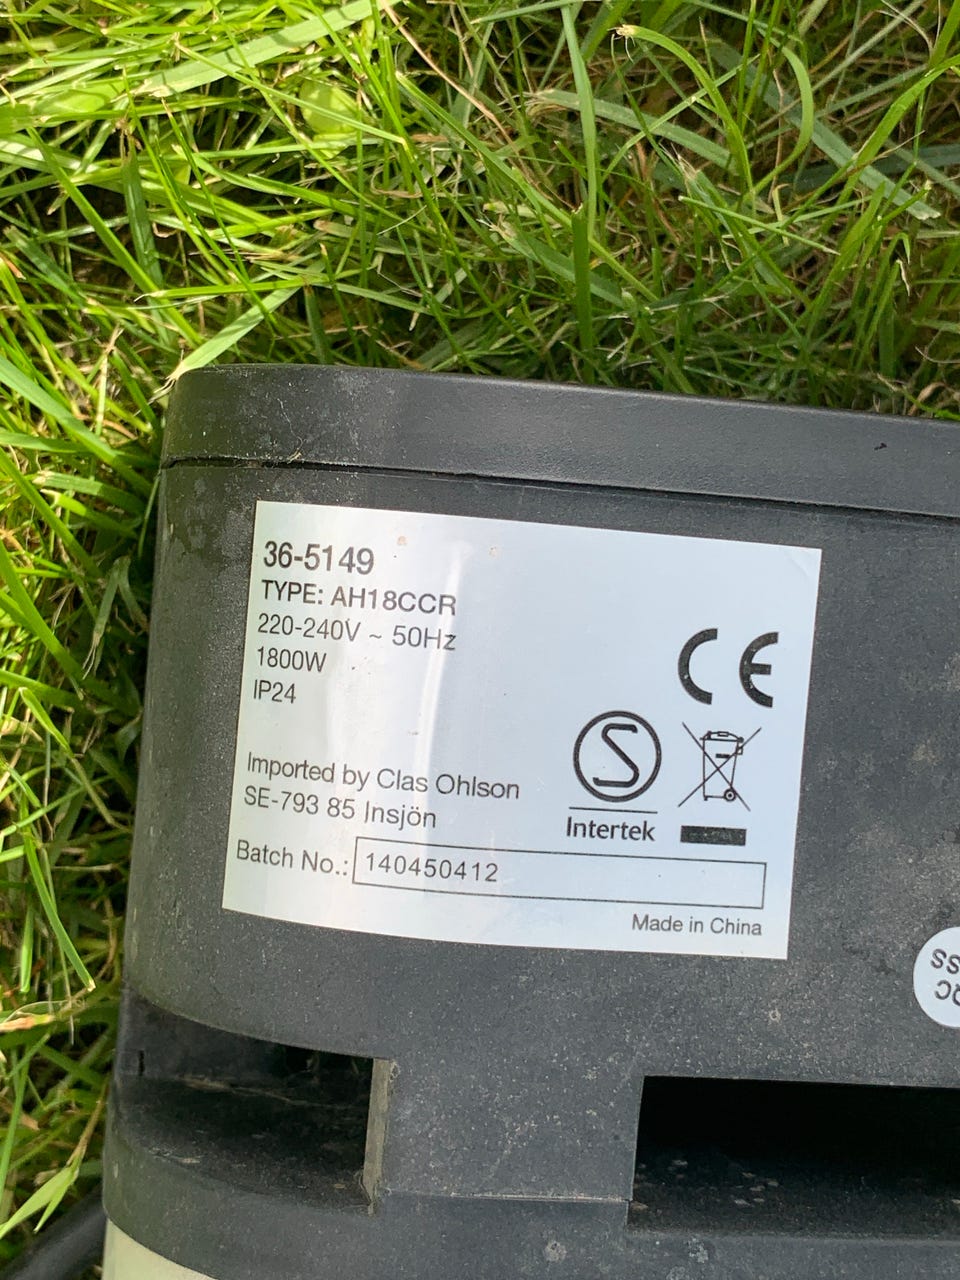 36-5149
TYPE: AH18CCR
220-240V ~ 50Hz
1800W
IP24
CE
S
Intertek
Imported by Clas Ohlson
SE-793 85 Insjön
Batch No.: 140450412
Made in China